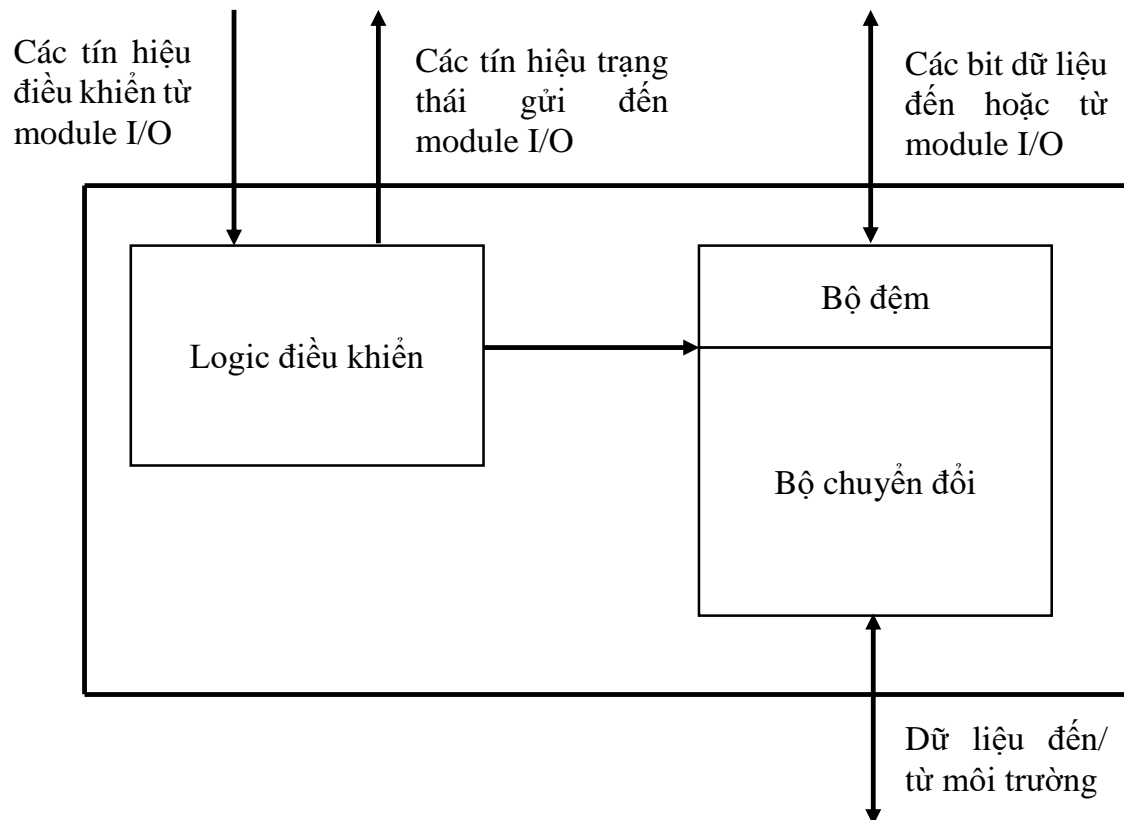 Các tín hiệu
điều khiển từ
module I/O
Các tín hiệu trạng
thái gửi đến
module I/O
Các bit dữ liệu
đến hoặc từ
module I/O
Logic điều khiển
Bộ đệm
Bộ chuyển đổi
Dữ liệu đến/
từ môi trường